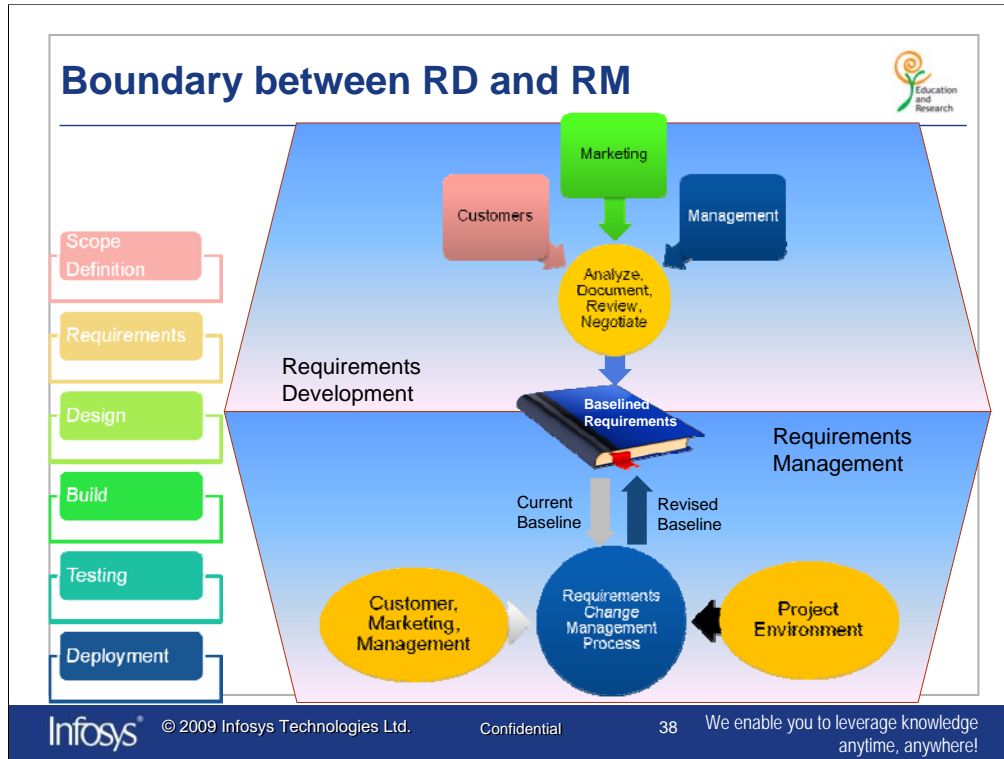 Boundary between RD and RM
Education
and
Research
Marketing
Customers
Management
Scope
Definition
Analyze,
Document,
Review,
Negotiate
Requirements
Requirements
Development
Baselined
Requirements
Design
Requirements
Management
Build
Current
Baseline
Revised
Baseline
Testing
Customer,
Marketing,
Management
Requirements
Change
Management
Process
Project
Environment
Deployment
Infosys®
© 2009 Infosys Technologies Ltd.
Confidential
38
We enable you to leverage knowledge
anytime, anywhere!